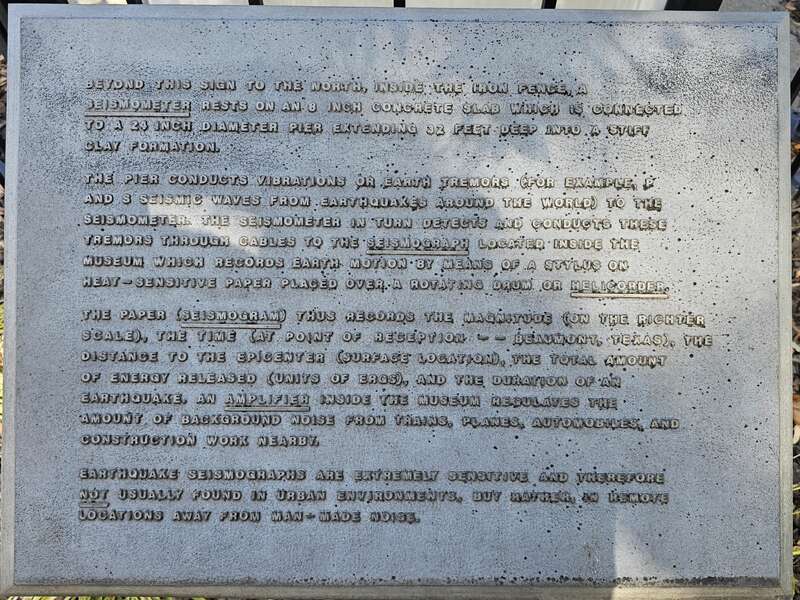 BEYOND THIS SIGN TO THE NORTH, INSIDE THE IRON FENCE, A
SEISMOMETER RESTS ON AN 8 INCH CONCRETE SLAB WHICH IS CONNECTED
TO A 24 INCH DIAMETER PIER EXTENDING 32 FEET DEEP INTO A STIFF
CLAY FORMATION.
THE PIER CONDUCTS VIBRATIONS OR EARTH TREMORS (FOR EXAMPLE, P
AND S SEISMIC WAVES FROM EARTHQUAKES AROUND THE WORLD) TO THE
SEISMOMETER. THE SEISMOMETER IN TURN DETECTS AND CONDUCTS THESE
TREMORS THROUGH CABLES TO THE SEISMOGRAPH LOCATED INSIDE THE
MUSEUM WHICH RECORDS EARTH MOTION BY MEANS OF A STYLUS ON
HEAT-SENSITIVE PAPER PLACED OVER A ROTATING DRUM OR HELICORDER.
THE PAPER (SEISMOGRAM) THUS RECORDS THE MAGNITUDE (ON THE RICHTER
SCALE), THE TIME (AT POINT OF RECEPTION -- BEAUMONT, TEXAS), THE
DISTANCE TO THE EPICENTER (SURFACE LOCATION), THE TOTAL AMOUNT
OF ENERGY RELEASED (UNITS OF ERGS), AND THE DURATION OF AN
EARTHQUAKE. AN AMPLIFIER INSIDE THE MUSEUM REGULATES THE
AMOUNT OF BACKGROUND NOISE FROM TRAINS, PLANES, AUTOMOBILES, AND
CONSTRUCTION WORK NEARBY.
EARTHQUAKE SEISMOGRAPHS ARE EXTREMELY SENSITIVE AND THEREFORE
NOT USUALLY FOUND IN URBAN ENVIRONMENTS, BUT RATHER, IN REMOTE
LOCATIONS AWAY FROM MAN-MADE NOISE.